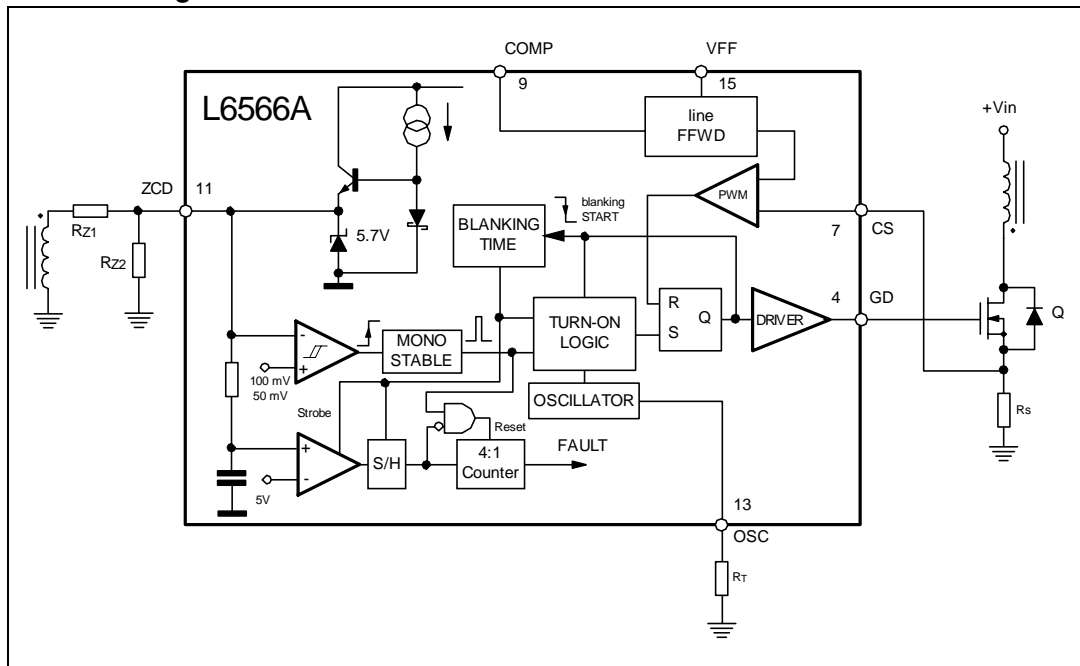 COMP
VFF
9
15
L6566A
line
FFWD
+Vin
ZCD
11
PWM
blanking
START
RZ1
5.7V
BLANKING
TIME
7
CS
RZ2
R
S
Q
4
GD
DRIVER
Q
MONO
STABLE
TURN-ON
LOGIC
-
+
100 mV
50 mV
OSCILLATOR
Rs
Strobe
Reset
FAULT
+
-
S/H
4:1
Counter
5V
13
OSC
RT